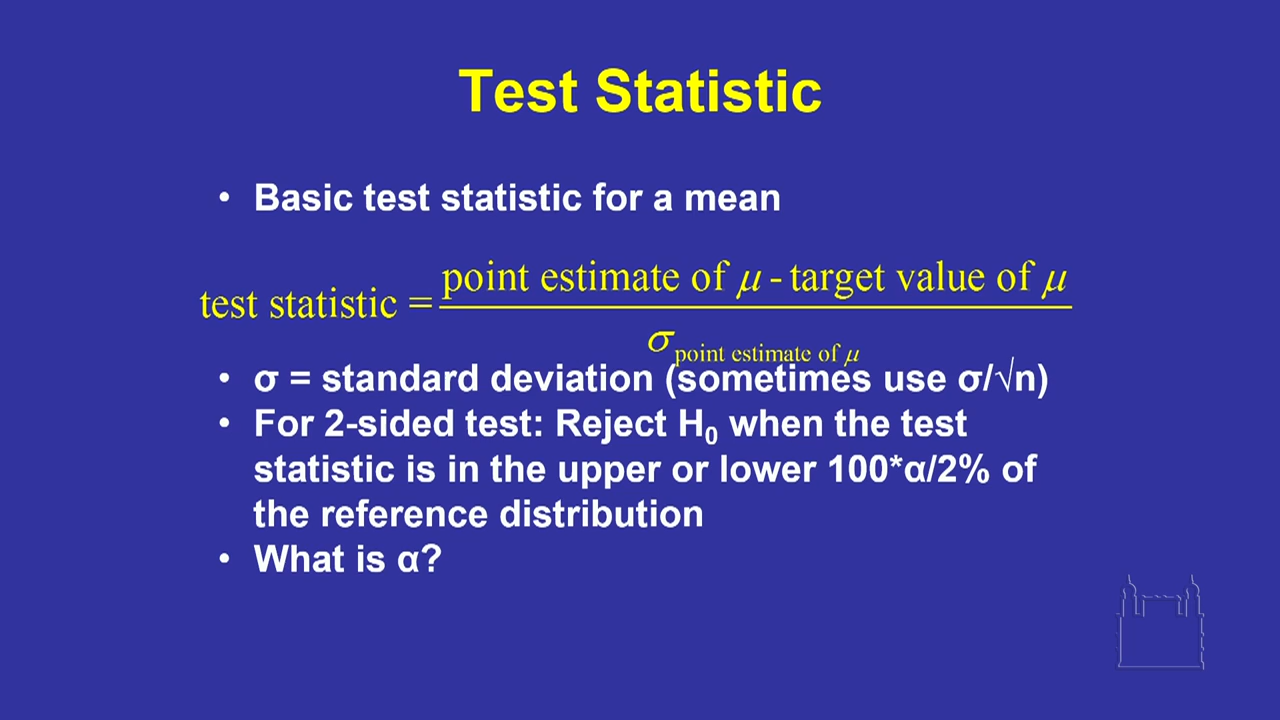 Test Statistic
• Basic test statistic for a mean
test statistic = point estimate of μ - target value of μ
σ point estimate of μ
• σ = standard deviation (sometimes use σ/√n)
• For 2-sided test: Reject H₀ when the test
statistic is in the upper or lower 100*α/2% of
the reference distribution
• What is α?